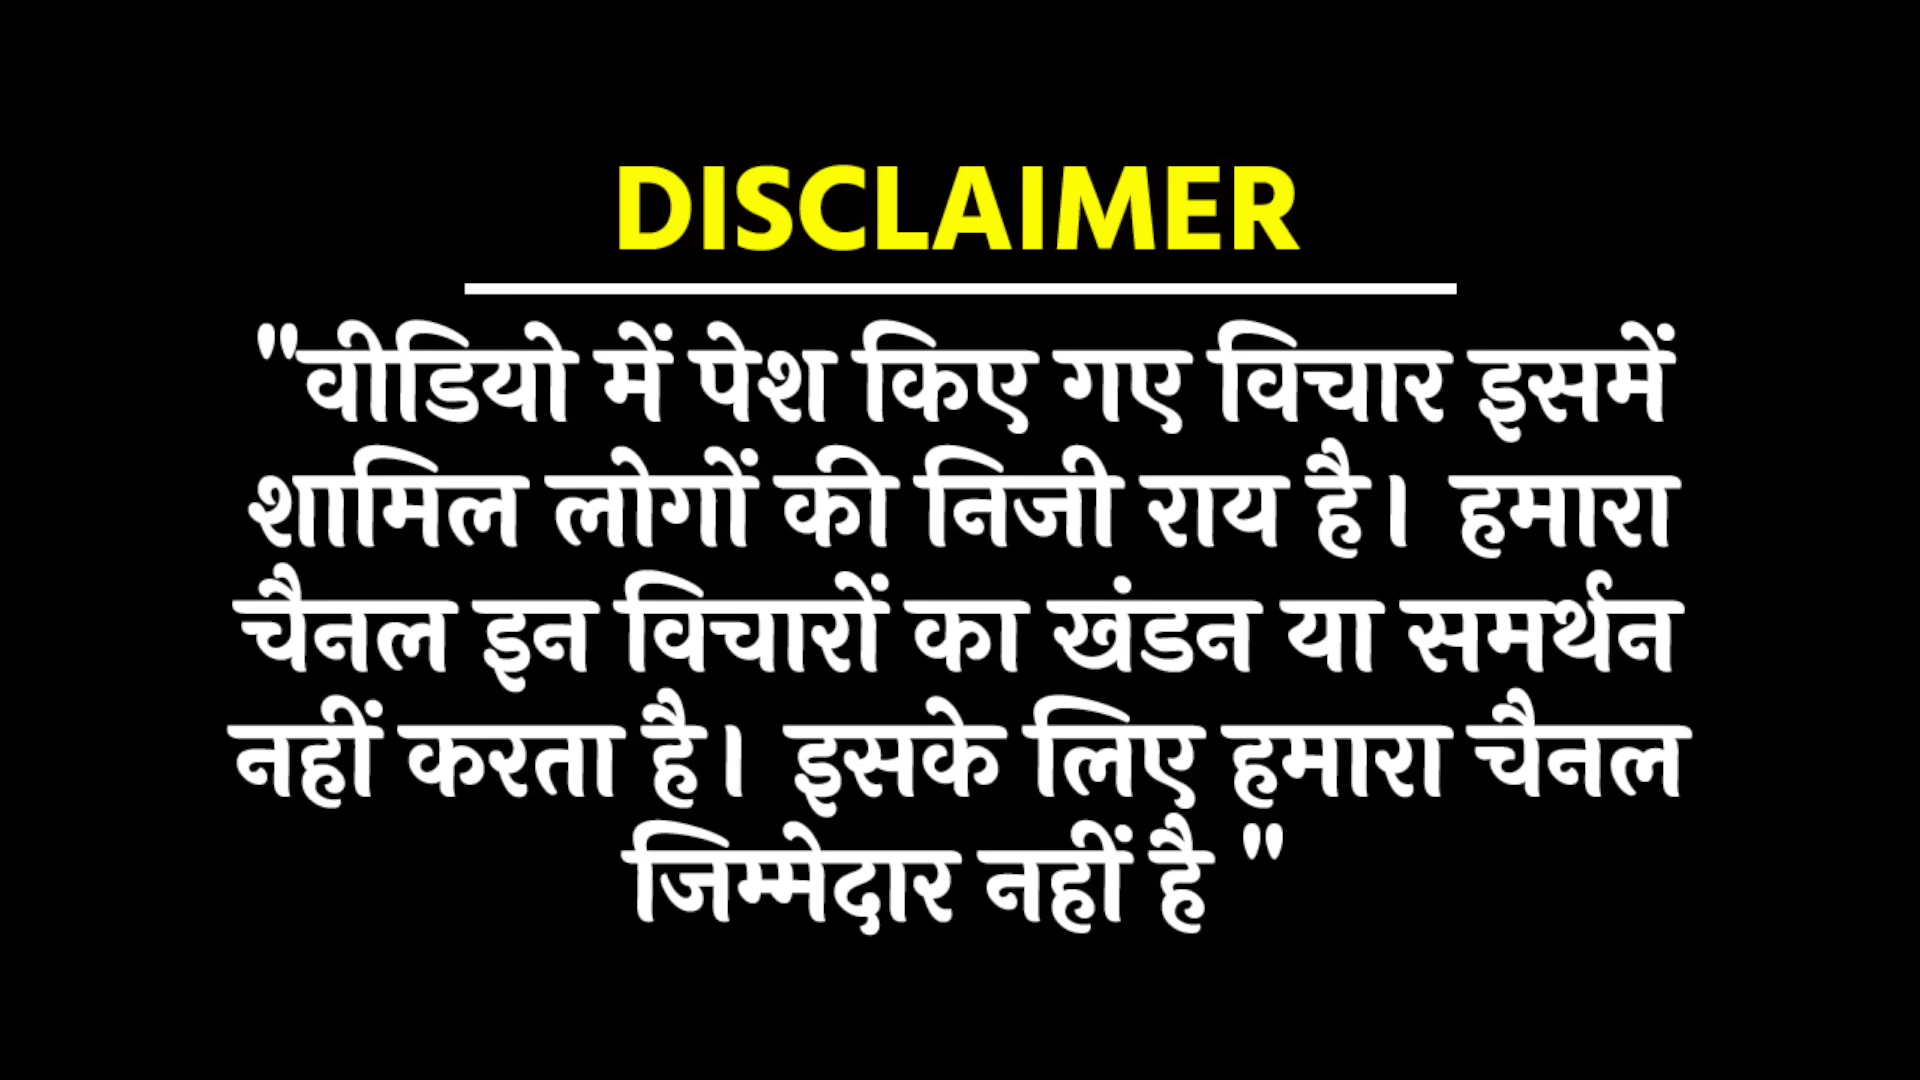 DISCLAIMER
"वीडियो में पेश किए गए विचार इसमें
शामिल लोगों की निजी राय है। हमारा
चैनल इन विचारों का खंडन या समर्थन
नहीं करता है। इसके लिए हमारा चैनल
जिम्मेदार नहीं है "